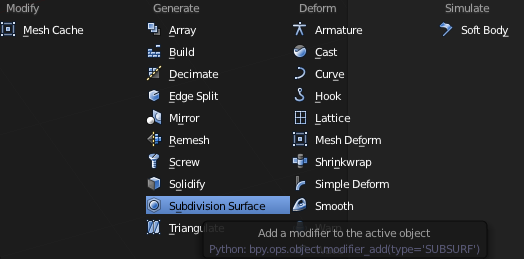 Modify
Mesh Cache
Generate
Array
Build
Decimate
Edge Split
Mirror
Remesh
Screw
Solidify
Subdivision Surface
Triangulate
Deform
Armature
Cast
Curve
Hook
Lattice
Mesh Deform
Shrinkwrap
Simple Deform
Smooth
Simulate
Soft Body
Add a modifier to the active object
Python: bpy.ops.object.modifier_add(type='SUBSURF')